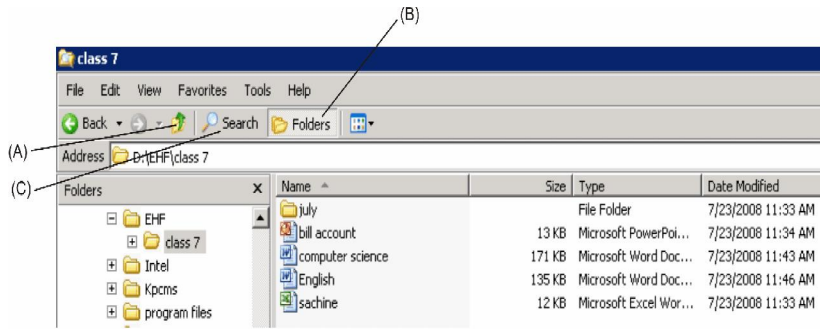 (B)
class 7
File Edit View Favorites Tools Help
Back Search Folders
(A)
Address D:\EHF\class 7
(C)
Folders X Name Size Type Date Modified
EHF july File Folder 7/23/2008 11:33 AM
class 7 bill account 13 KB Microsoft PowerPoi... 7/23/2008 11:34 AM
Intel computer science 171 KB Microsoft Word Doc... 7/23/2008 11:43 AM
Kpcms English 135 KB Microsoft Word Doc... 7/23/2008 11:46 AM
program files sachine 12 KB Microsoft Excel Wor... 7/23/2008 11:33 AM